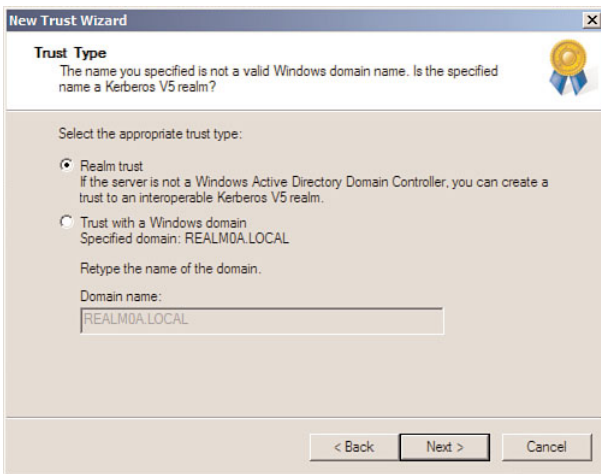 New Trust Wizard
Trust Type
The name you specified is not a valid Windows domain name. Is the specified
name a Kerberos V5 realm?
Select the appropriate trust type:
Realm trust
If the server is not a Windows Active Directory Domain Controller, you can create a
trust to an interoperable Kerberos V5 realm.
Trust with a Windows domain
Specified domain: REALM0A.LOCAL
Retype the name of the domain.
Domain name:
REALM0A.LOCAL
< Back Next > Cancel